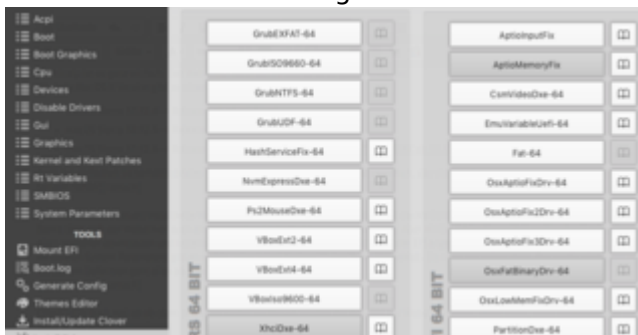 Acpi
Boot
Boot Graphics
Cpu
Devices
Disable Drivers
Gui
Graphics
Kernel and Kext Patches
Rt Variables
SMBIOS
System Parameters
TOOLS
Mount EFI
Boot.log
Generate Config
Themes Editor
Install/Update Clover
GrubEXFAT-64
GrubISO9660-64
GrubNTFS-64
GrubUDF-64
HashServiceFix-64
NvmExpressDxe-64
Ps2MouseDxe-64
VBoxExt2-64
VBoxExt4-64
VBoxIso9600-64
XhciDxe-64
64 BIT
AptioInputFix
AptioMemoryFix
CsmVideoDxe-64
EmuVariableUefi-64
Fat-64
OsxAptioFixDrv-64
OsxAptioFix2Drv-64
OsxAptioFix3Drv-64
OsxFatBinaryDrv-64
OsxLowMemFixDrv-64
PartitionDxe-64
64 BIT